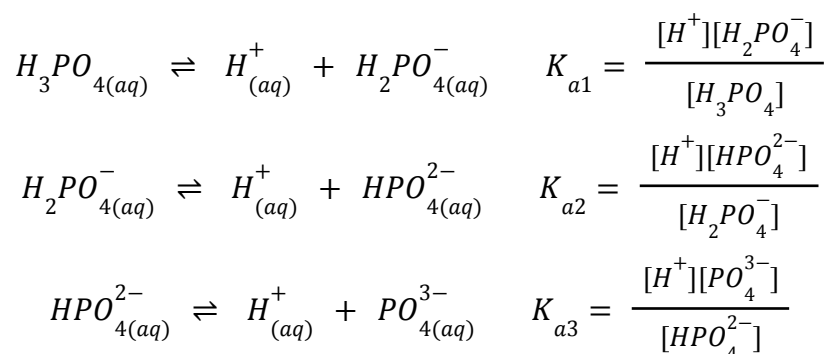 H₃PO₄(aq) ⇌ H⁺(aq) + H₂PO₄⁻(aq) Kₐ₁ = [H⁺][H₂PO₄⁻] / [H₃PO₄]
H₂PO₄⁻(aq) ⇌ H⁺(aq) + HPO₄²⁻(aq) Kₐ₂ = [H⁺][HPO₄²⁻] / [H₂PO₄⁻]
HPO₄²⁻(aq) ⇌ H⁺(aq) + PO₄³⁻(aq) Kₐ₃ = [H⁺][PO₄³⁻] / [HPO₄²⁻]